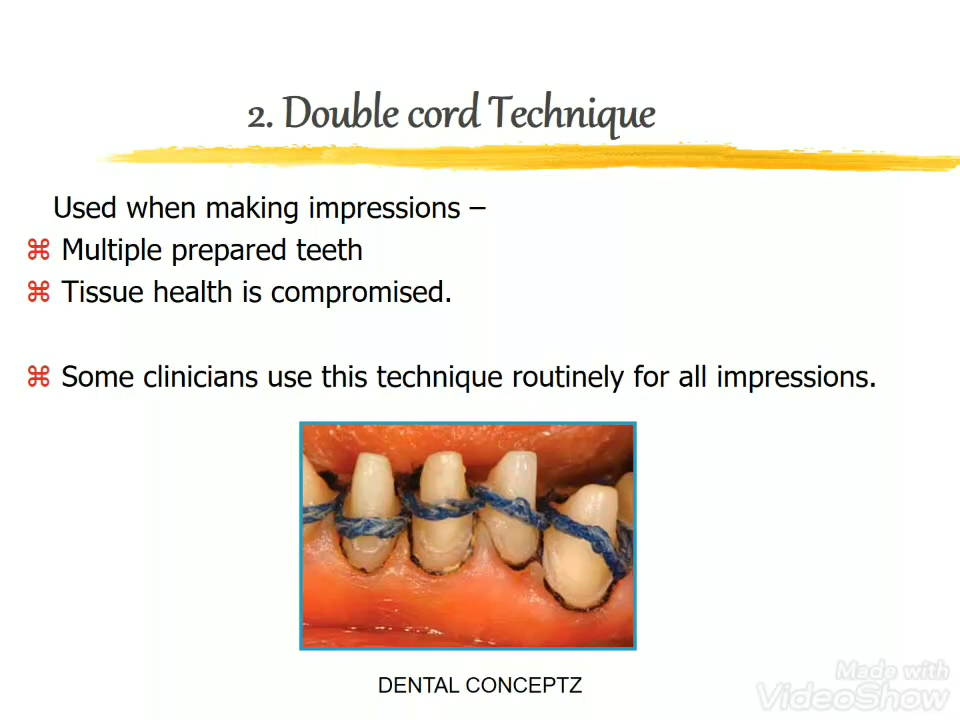 2. Double cord Technique
Used when making impressions –
⌘ Multiple prepared teeth
⌘ Tissue health is compromised.
⌘ Some clinicians use this technique routinely for all impressions.
DENTAL CONCEPTZ
Made with
VideoShow